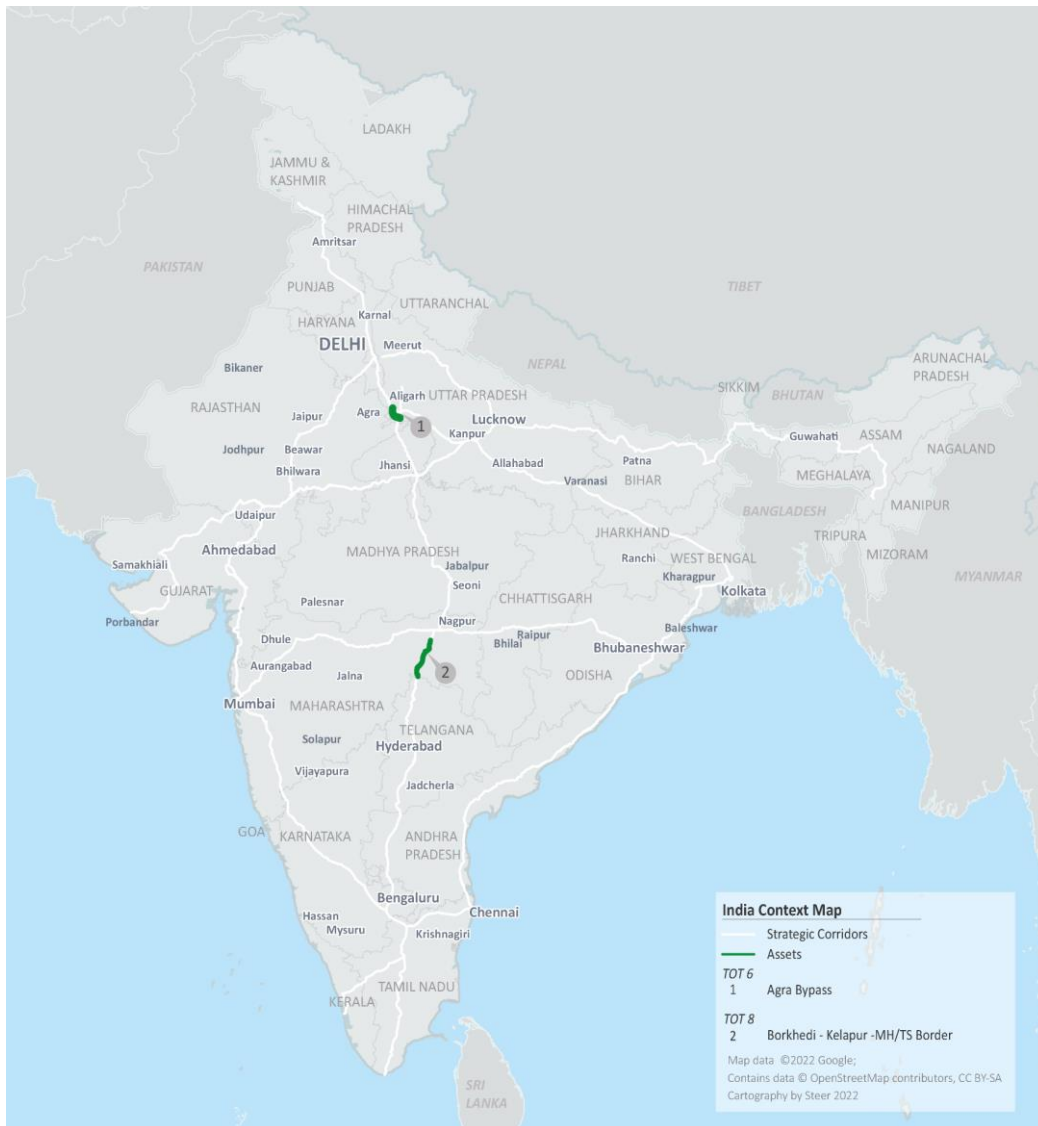 LADAKH
JAMMU &
KASHMIR
HIMACHAL
PRADESH
Amritsar
PAKISTAN
PUNJAB
TIBET
UTTARANCHAL
Karnal
HARYANA
DELHI
Meerut
ARUNACHAL
PRADESH
NEPAL
Bikaner
SIKKIM
BHUTAN
Aligarh
UTTAR PRADESH
RAJASTHAN
Jaipur
Agra
1
Lucknow
Kanpur
Guwahati
ASSAM
Jodhpur
Beawar
NAGALAND
Bhilwara
Jhansi
Allahabad
Patna
MEGHALAYA
Varanasi
BIHAR
MANIPUR
Udaipur
BANGLADESH
JHARKHAND
TRIPURA
Ahmedabad
MADHYA PRADESH
Ranchi
WEST BENGAL
MIZORAM
Samakhiali
Jabalpur
Kharagpur
MYANMAR
Seoni
GUJARAT
Kolkata
CHHATTISGARH
Palesnar
Porbandar
Nagpur
Baleshwar
Dhule
Raipur
Bhilai
Bhubaneshwar
Aurangabad
Jalna
2
ODISHA
Mumbai
MAHARASHTRA
TELANGANA
Solapur
Hyderabad
Vijayapura
Jadcherla
GOA
KARNATAKA
ANDHRA
PRADESH
Bengaluru
Hassan
Chennai
Mysuru
Krishnagiri
TAMIL NADU
KERALA
SRI
LANKA
India Context Map
Strategic Corridors
Assets
TOT 6
1 Agra Bypass
TOT 8
2 Borkhedi - Kelapur -MH/TS Border
Map data ©2022 Google;
Contains data © OpenStreetMap contributors, CC BY-SA
Cartography by Steer 2022